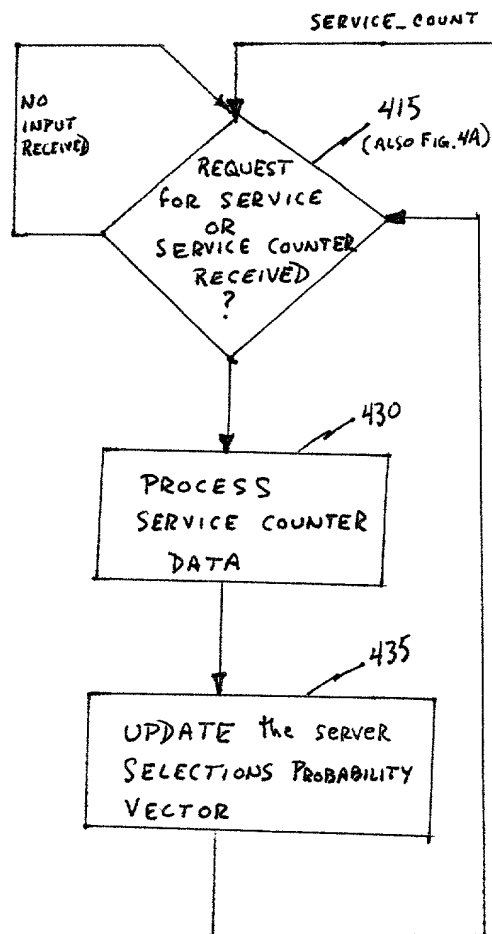 SERVICE_COUNT
NO
INPUT
RECEIVED
415
(ALSO FIG. 4A)
REQUEST
for SERVICE
OR
SERVICE COUNTER
RECEIVED
?
430
PROCESS
SERVICE COUNTER
DATA
435
UPDATE the SERVER
SELECTIONS PROBABILITY
VECTOR